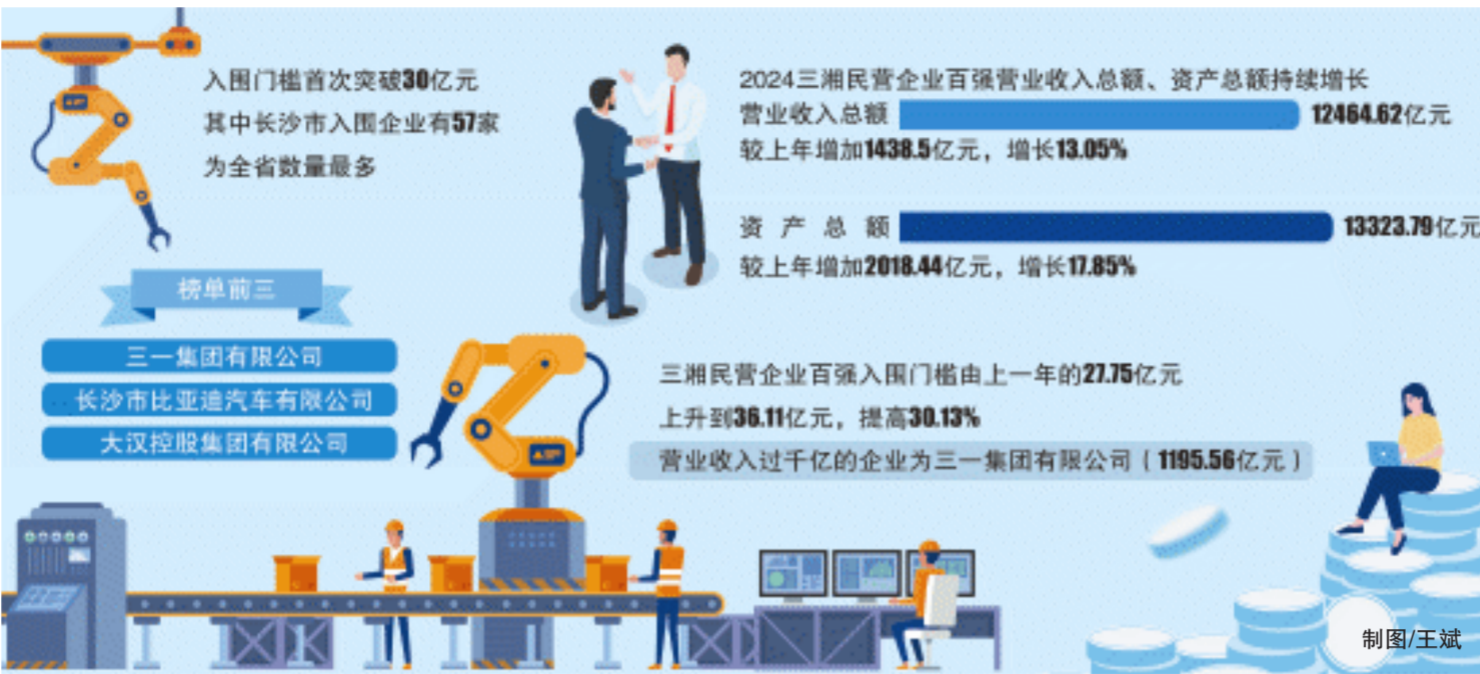 入围门槛首次突破30亿元
其中长沙市入围企业有57家
为全省数量最多
2024三湘民营企业百强营业收入总额、资产总额持续增长
营业收入总额 12464.62亿元
较上年增加1438.5亿元，增长13.05%
资产总额 13323.79亿元
较上年增加2018.44亿元，增长17.85%
榜单前三
三一集团有限公司
长沙市比亚迪汽车有限公司
大汉控股集团有限公司
三湘民营企业百强入围门槛由上一年的27.75亿元
上升到36.11亿元，提高30.13%
营业收入过千亿的企业为三一集团有限公司（1195.56亿元）
制图/王斌